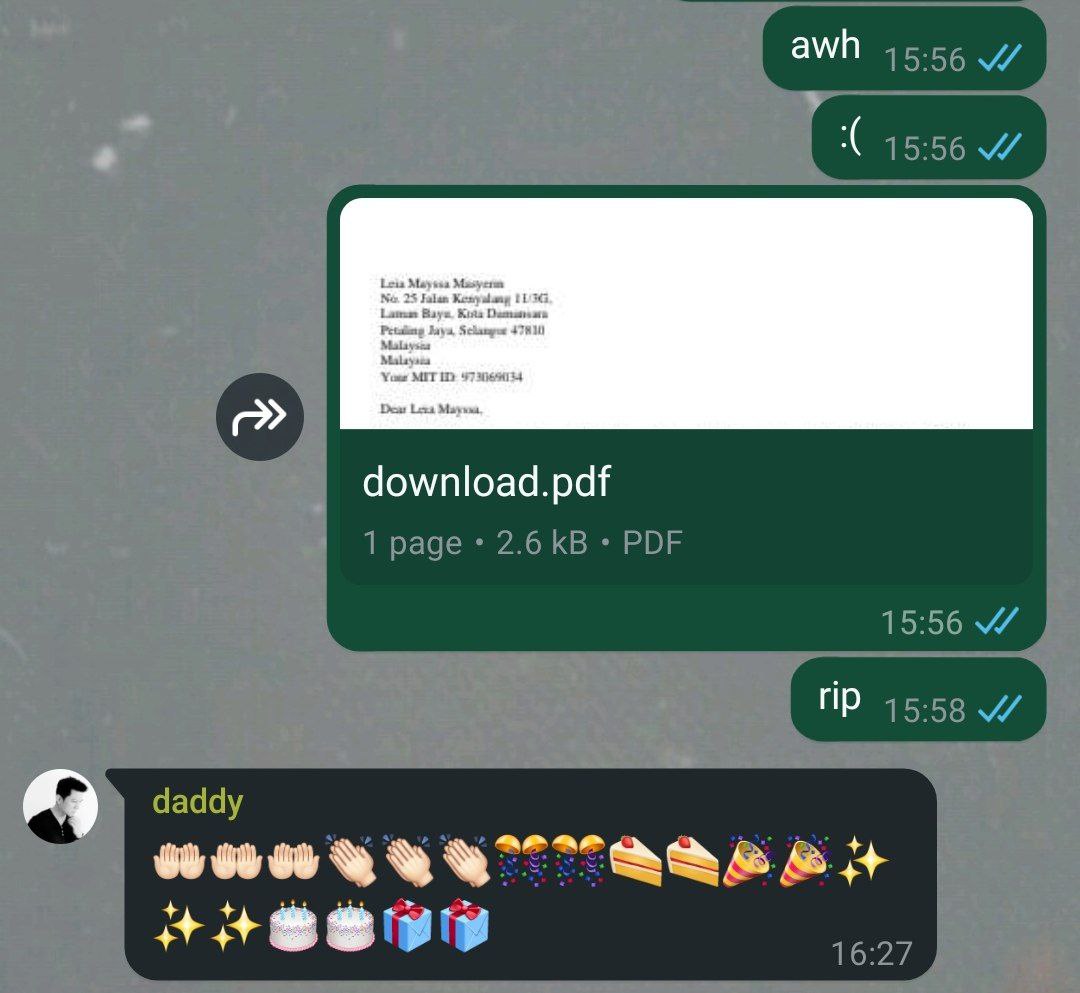 awh 15:56
:( 15:56
Leia Mayssa Masyerin
No. 25 Jalan Kenyalang 11/3G,
Laman Bayu, Kota Damansara
Petaling Jaya, Selangor 47810
Malaysia
Malaysia
Your MIT ID: 973069034
Dear Leia Mayssa,
download.pdf
1 page • 2.6 kB • PDF
15:56
rip 15:58
daddy
🤲🏻🤲🏻🤲🏻👏🏻👏🏻👏🏻🎊🎊🍰🍰🎉🎉✨
✨✨🎂🎂🎁🎁
16:27